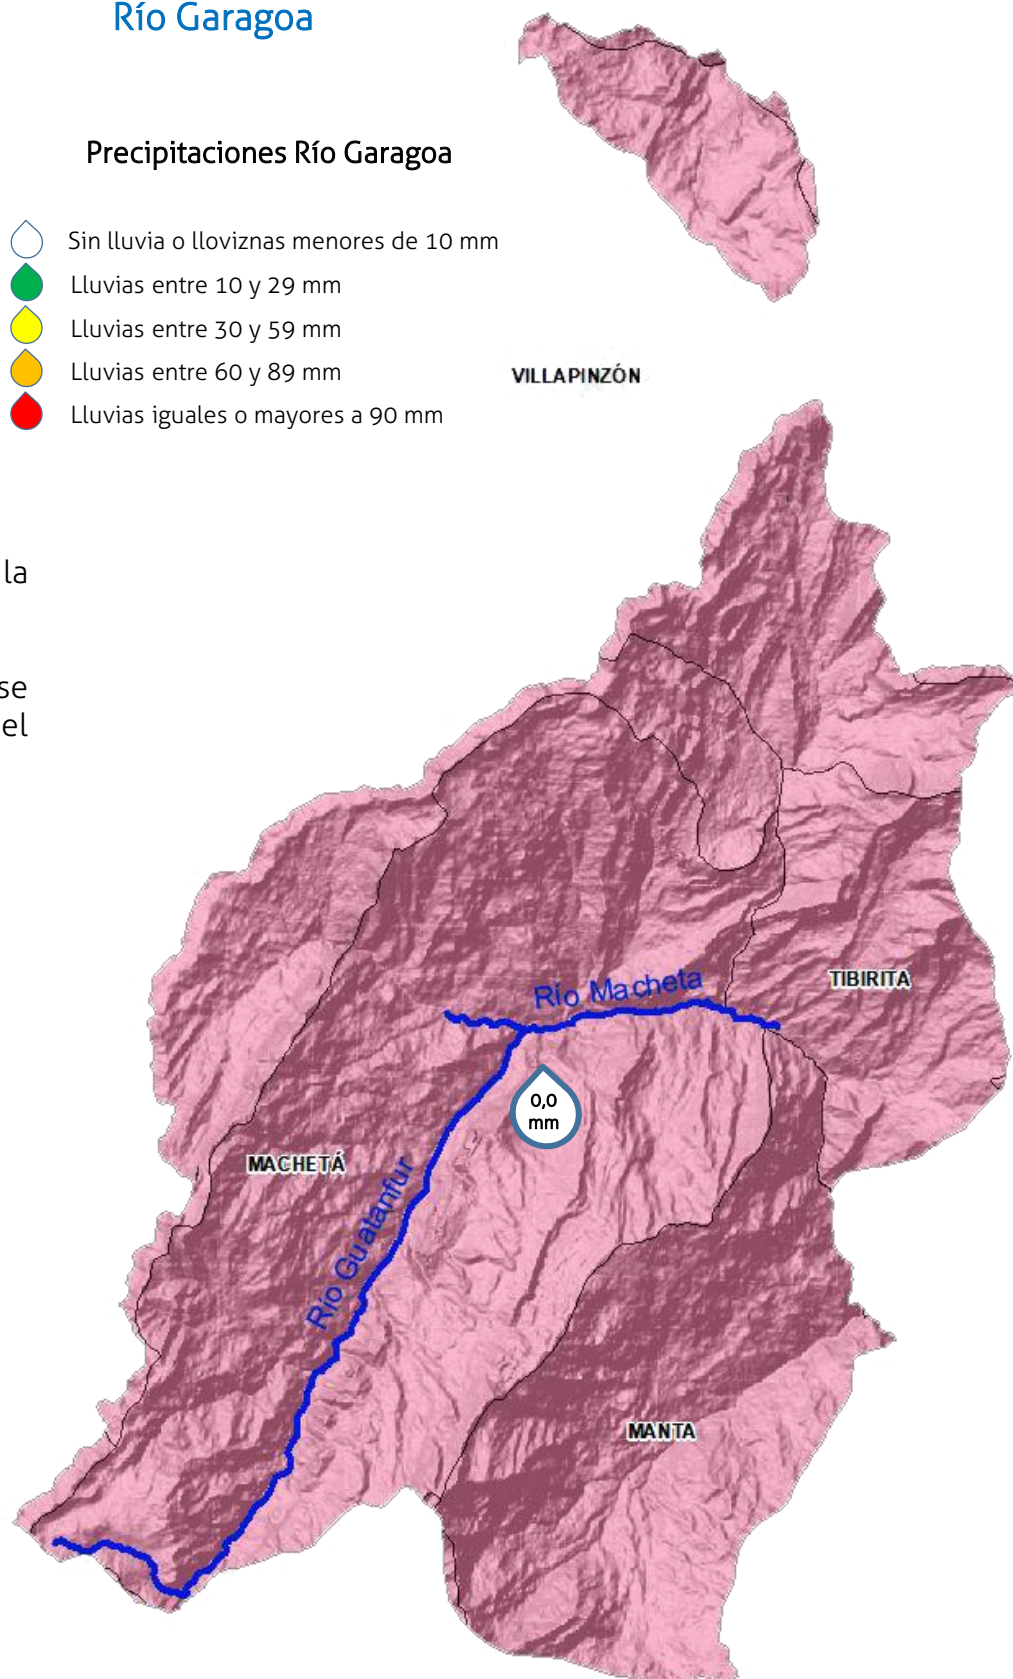 Río Garagoa
Precipitaciones Río Garagoa
Sin lluvia o lloviznas menores de 10 mm
Lluvias entre 10 y 29 mm
Lluvias entre 30 y 59 mm
Lluvias entre 60 y 89 mm
Lluvias iguales o mayores a 90 mm
VILLAPINZÓN
la
se
el
Río Macheta
TIBIRITA
0,0
mm
MACHETÁ
Río Guatanfur
MANTA